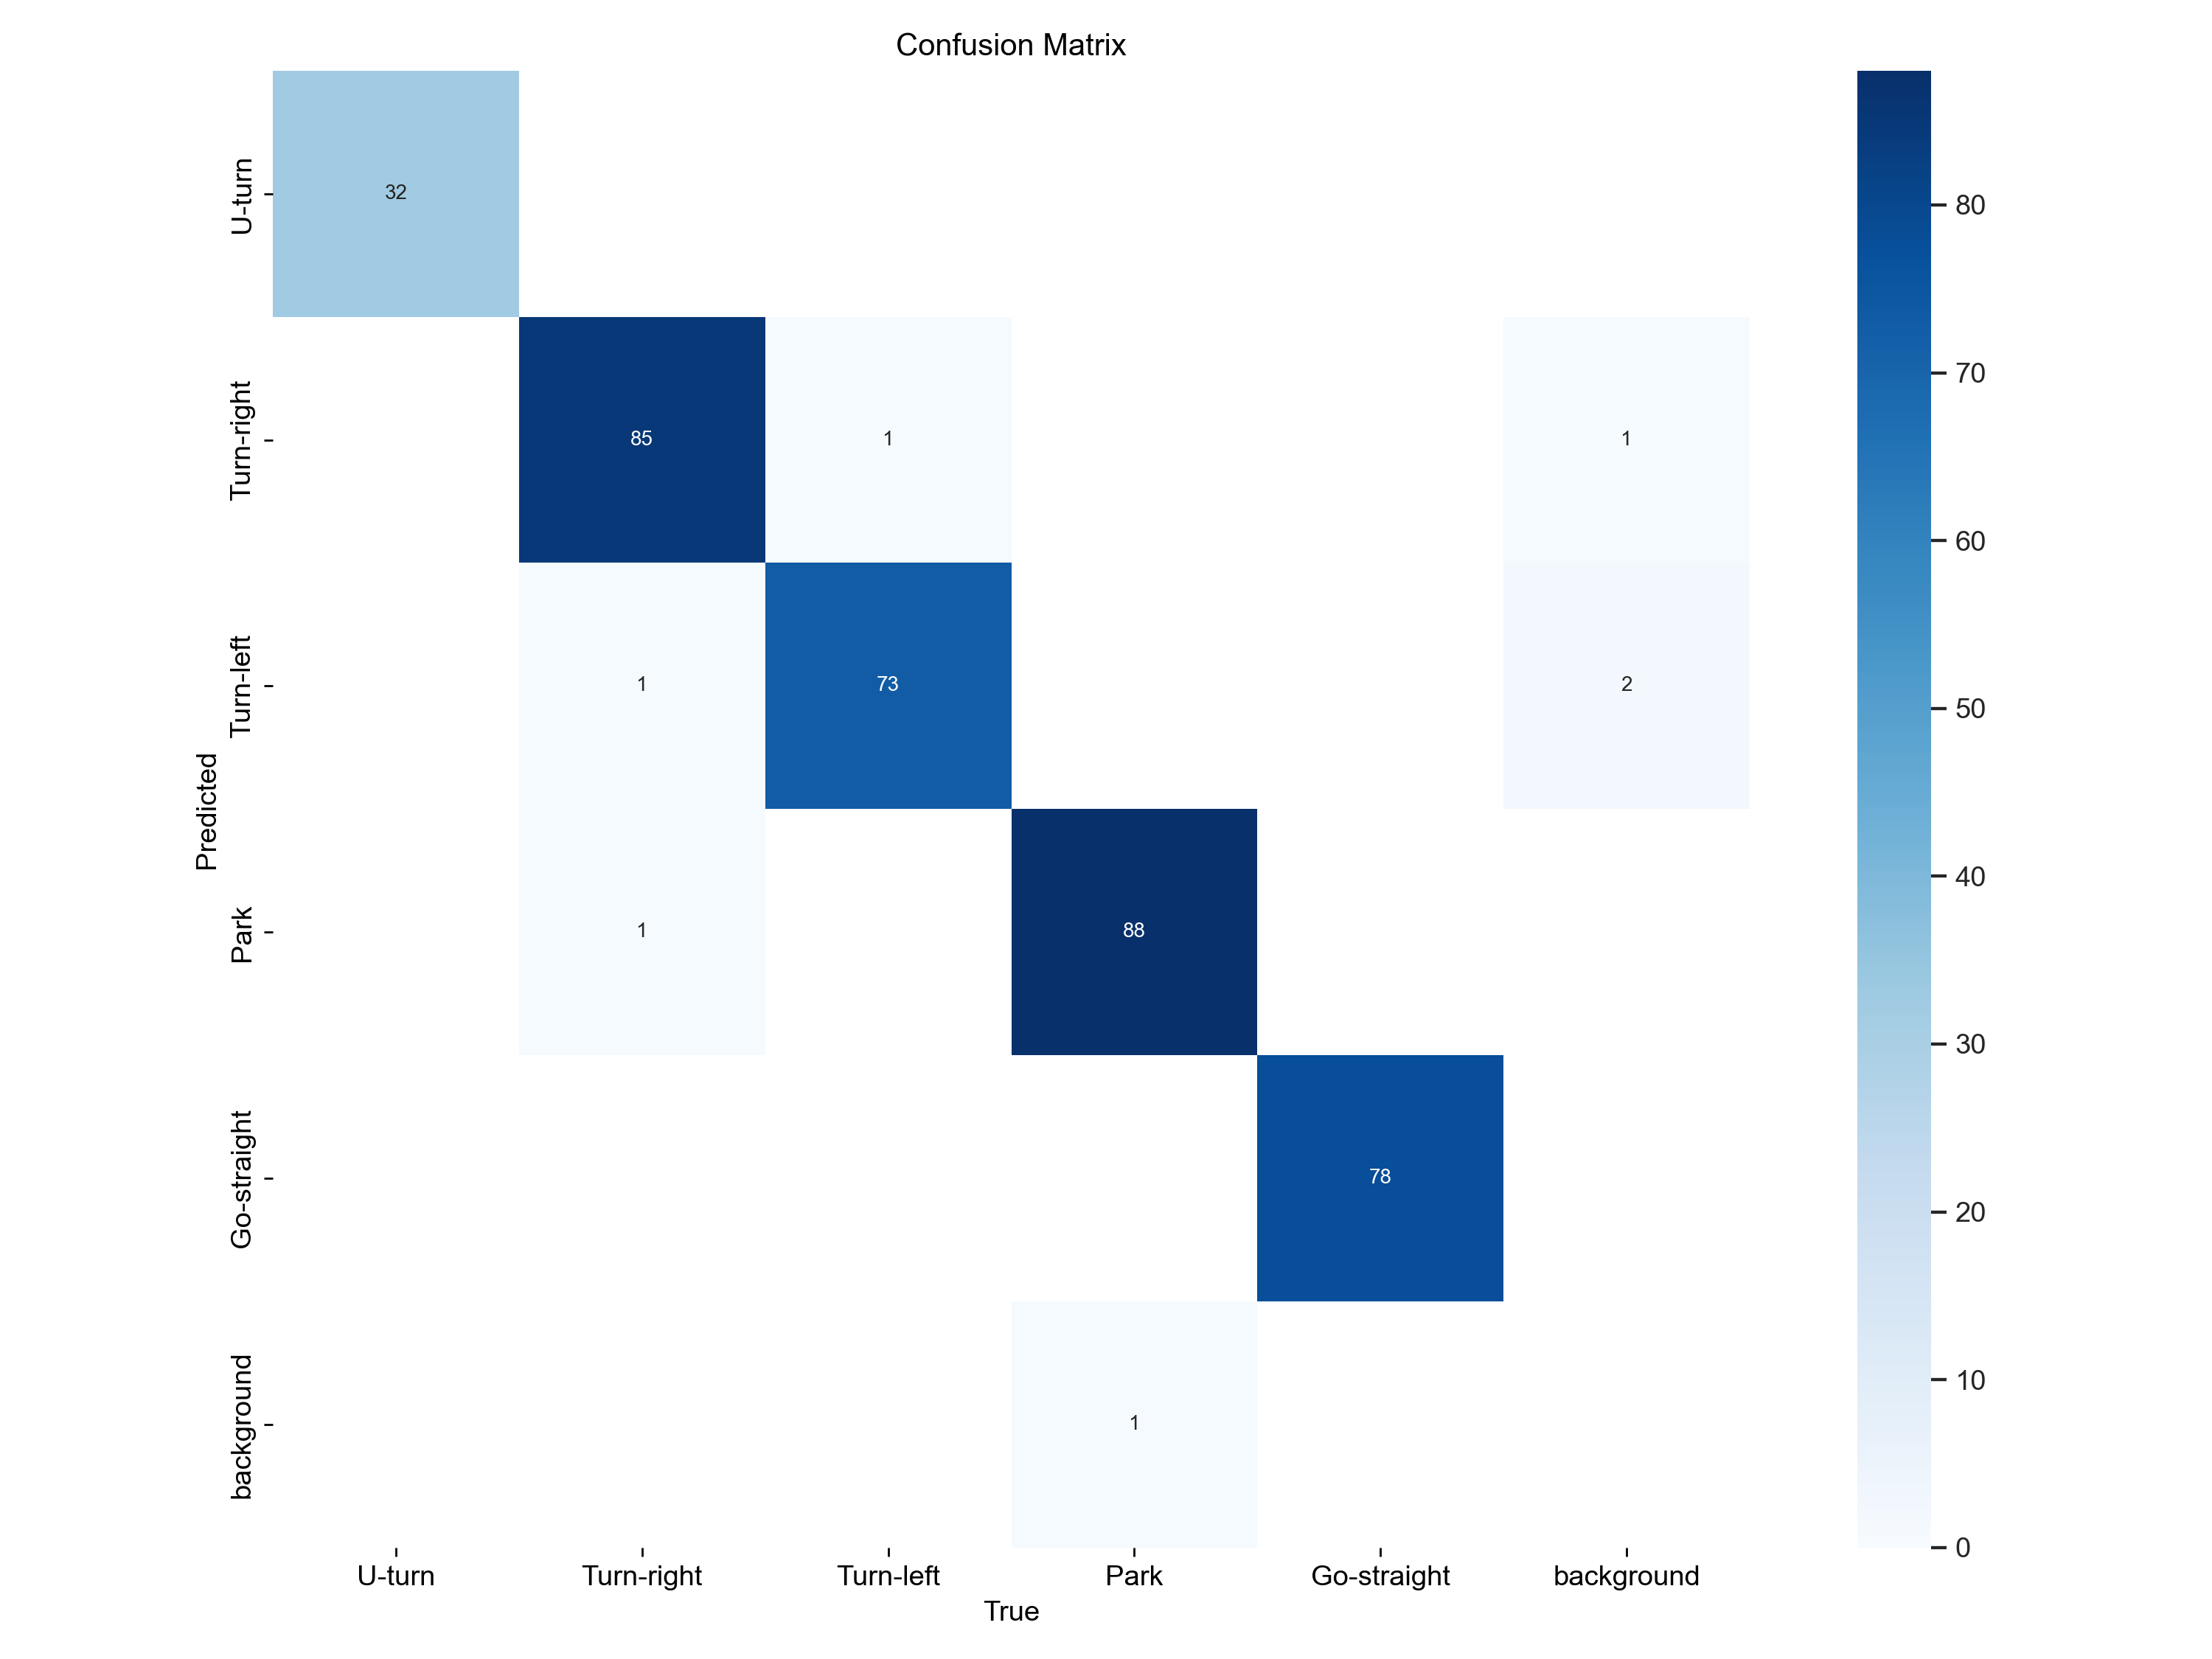 Confusion Matrix
U-turn
32
Turn-right
85
1
1
Turn-left
1
73
2
Predicted
Park
1
88
Go-straight
78
background
1
U-turn
Turn-right
Turn-left
Park
Go-straight
background
True
80
70
60
50
40
30
20
10
0